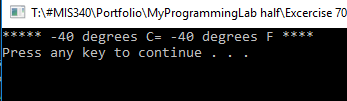 T:\#MIS340\Portfolio\MyProgrammingLab half\Excercise 70
***** -40 degrees C= -40 degrees F ****
Press any key to continue . . .